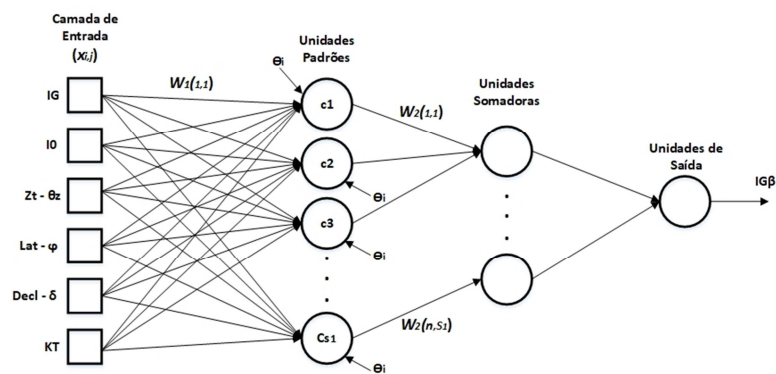 Camada de
Entrada
(xi,j)
IG
I0
Zt - θz
Lat - φ
Decl - δ
KT
W1(1,1)
Unidades
Padrões
ϴi
c1
c2
ϴi
c3
ϴi
Cs1
ϴi
W2(1,1)
W2(n,S1)
Unidades
Somadoras
Unidades de
Saída
IGβ